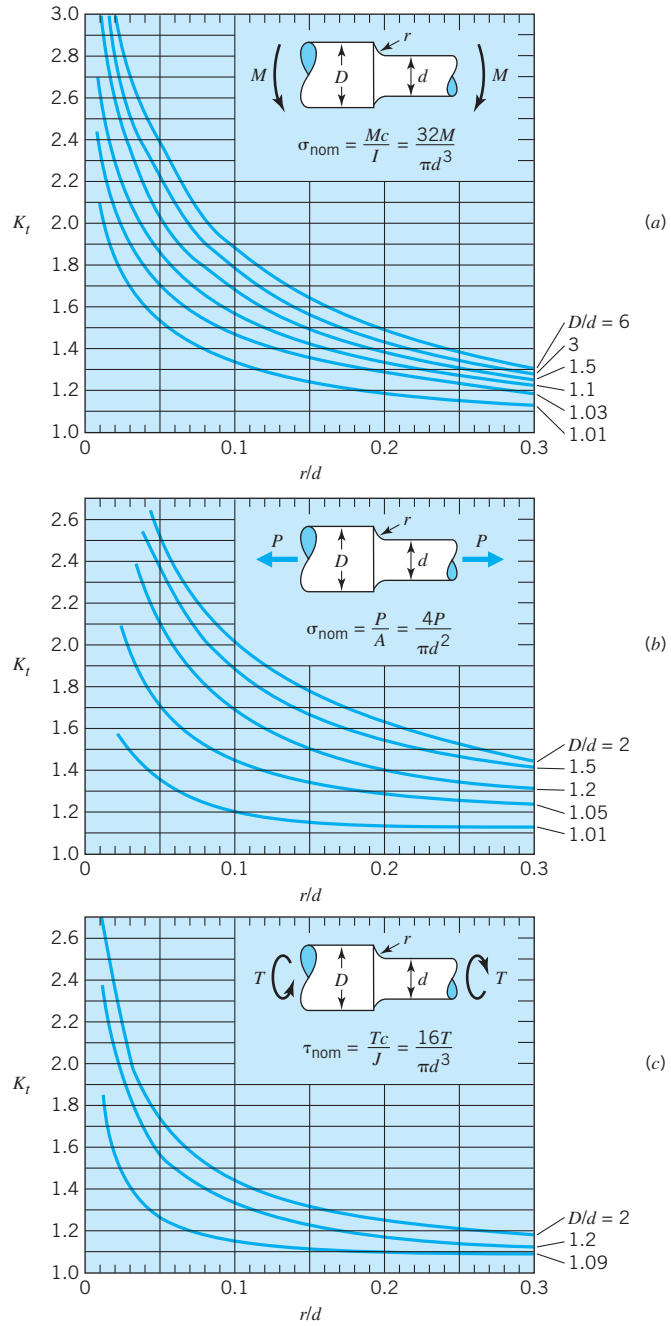 3.0
2.8
2.6
2.4
2.2
2.0
1.8
1.6
1.4
1.2
1.0
K_t
0
0.1
0.2
0.3
r/d
M
D
r
d
M
σ_nom = Mc/I = 32M/πd³
(a)
D/d = 6
3
1.5
1.1
1.03
1.01
2.6
2.4
2.2
2.0
1.8
1.6
1.4
1.2
1.0
K_t
0
0.1
0.2
0.3
r/d
P
D
r
d
P
σ_nom = P/A = 4P/πd²
(b)
D/d = 2
1.5
1.2
1.05
1.01
2.6
2.4
2.2
2.0
1.8
1.6
1.4
1.2
1.0
K_t
0
0.1
0.2
0.3
r/d
T
D
r
d
T
τ_nom = Tc/J = 16T/πd³
(c)
D/d = 2
1.2
1.09